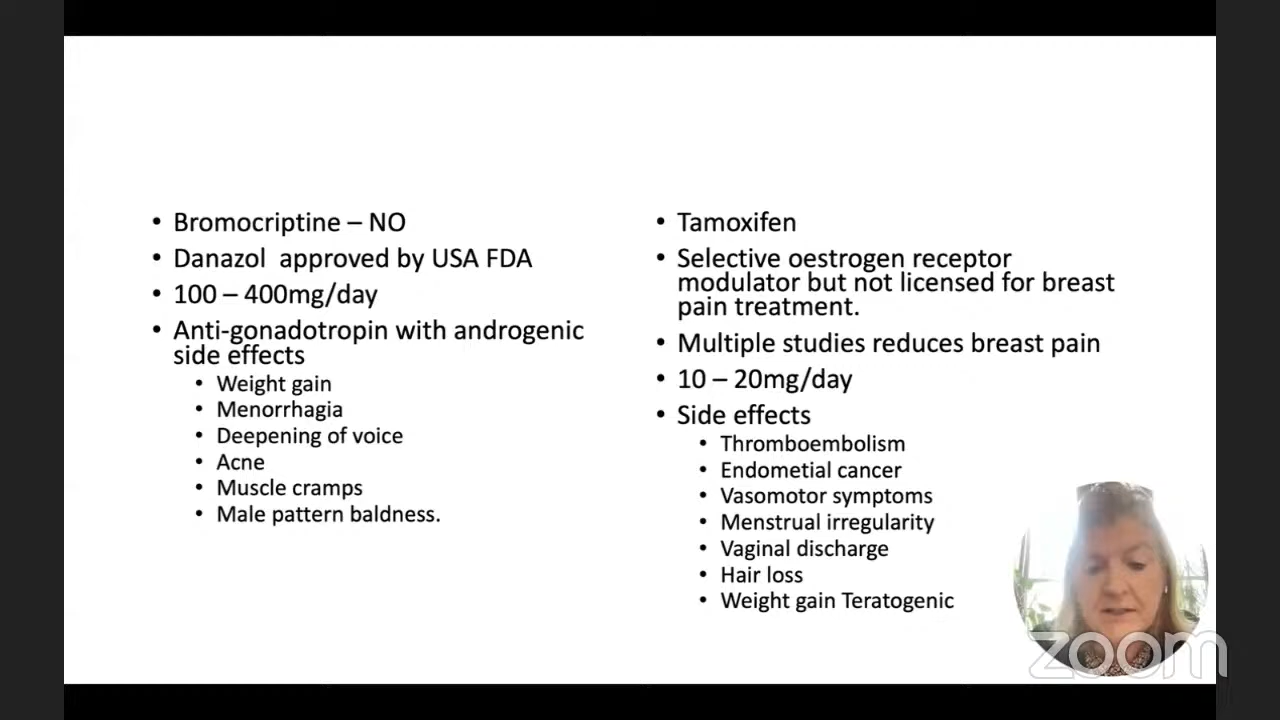 • Bromocriptine – NO
• Danazol approved by USA FDA
• 100 – 400mg/day
• Anti-gonadotropin with androgenic
side effects
• Weight gain
• Menorrhagia
• Deepening of voice
• Acne
• Muscle cramps
• Male pattern baldness.
• Tamoxifen
• Selective oestrogen receptor
modulator but not licensed for breast
pain treatment.
• Multiple studies reduces breast pain
• 10 – 20mg/day
• Side effects
• Thromboembolism
• Endometial cancer
• Vasomotor symptoms
• Menstrual irregularity
• Vaginal discharge
• Hair loss
• Weight gain Teratogenic
zoom